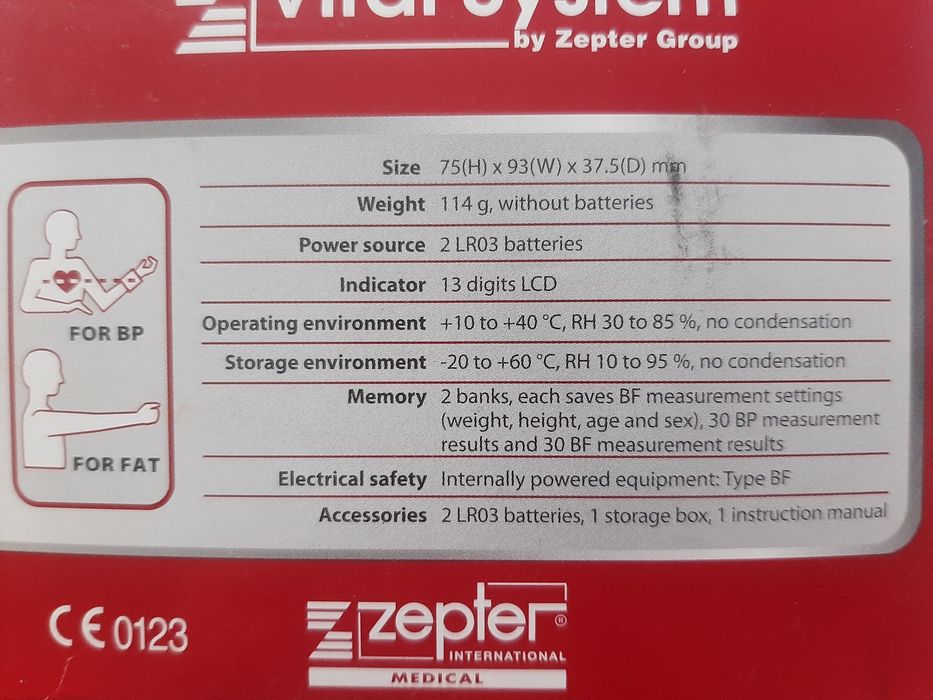 Vital System
by Zepter Group
Size 75(H) x 93(W) x 37.5(D) mm
Weight 114 g, without batteries
Power source 2 LR03 batteries
Indicator 13 digits LCD
Operating environment +10 to +40 °C, RH 30 to 85 %, no condensation
Storage environment -20 to +60 °C, RH 10 to 95 %, no condensation
Memory 2 banks, each saves BF measurement settings
(weight, height, age and sex), 30 BP measurement
results and 30 BF measurement results
Electrical safety Internally powered equipment: Type BF
Accessories 2 LR03 batteries, 1 storage box, 1 instruction manual
FOR BP
FOR FAT
CE 0123
zepter®
INTERNATIONAL
MEDICAL